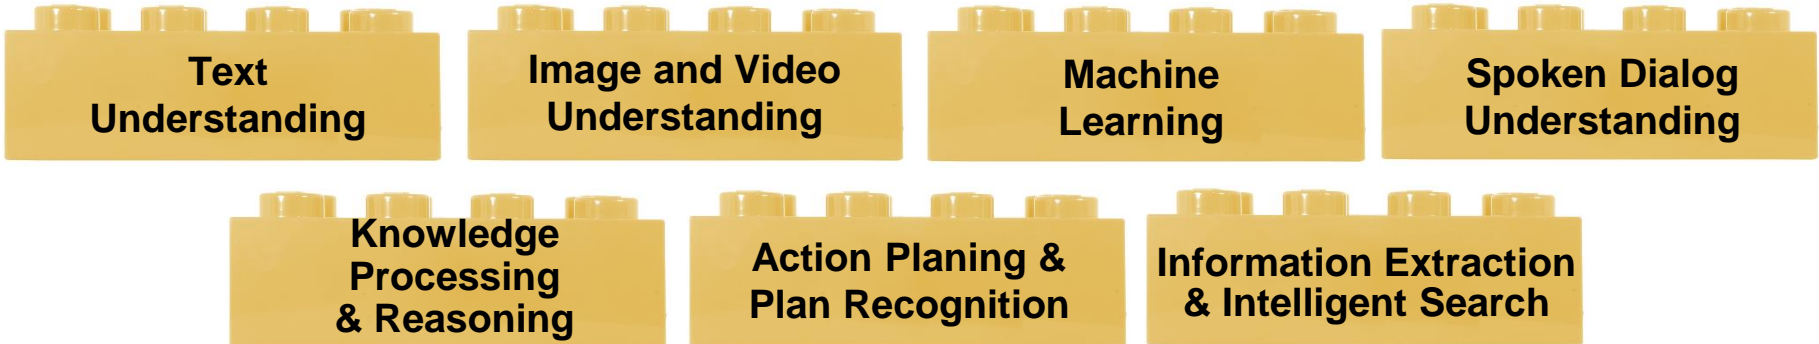 Text
Understanding
Image and Video
Understanding
Machine
Learning
Spoken Dialog
Understanding
Knowledge
Processing
& Reasoning
Action Planing &
Plan Recognition
Information Extraction
& Intelligent Search